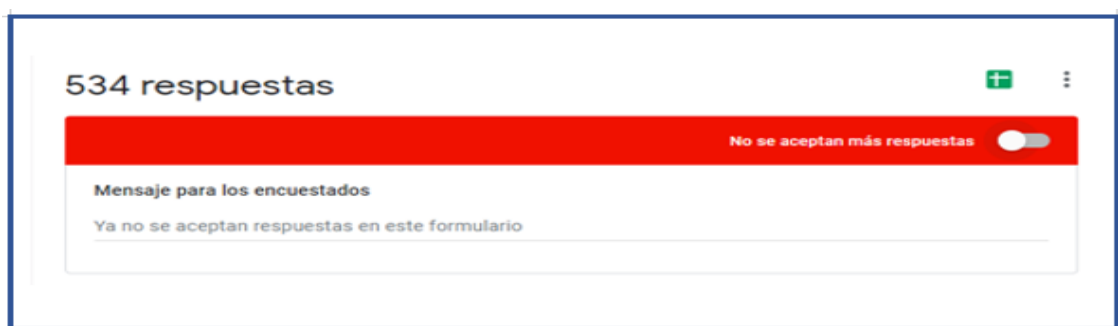 534 respuestas
No se aceptan más respuestas
Mensaje para los encuestados
Ya no se aceptan respuestas en este formulario